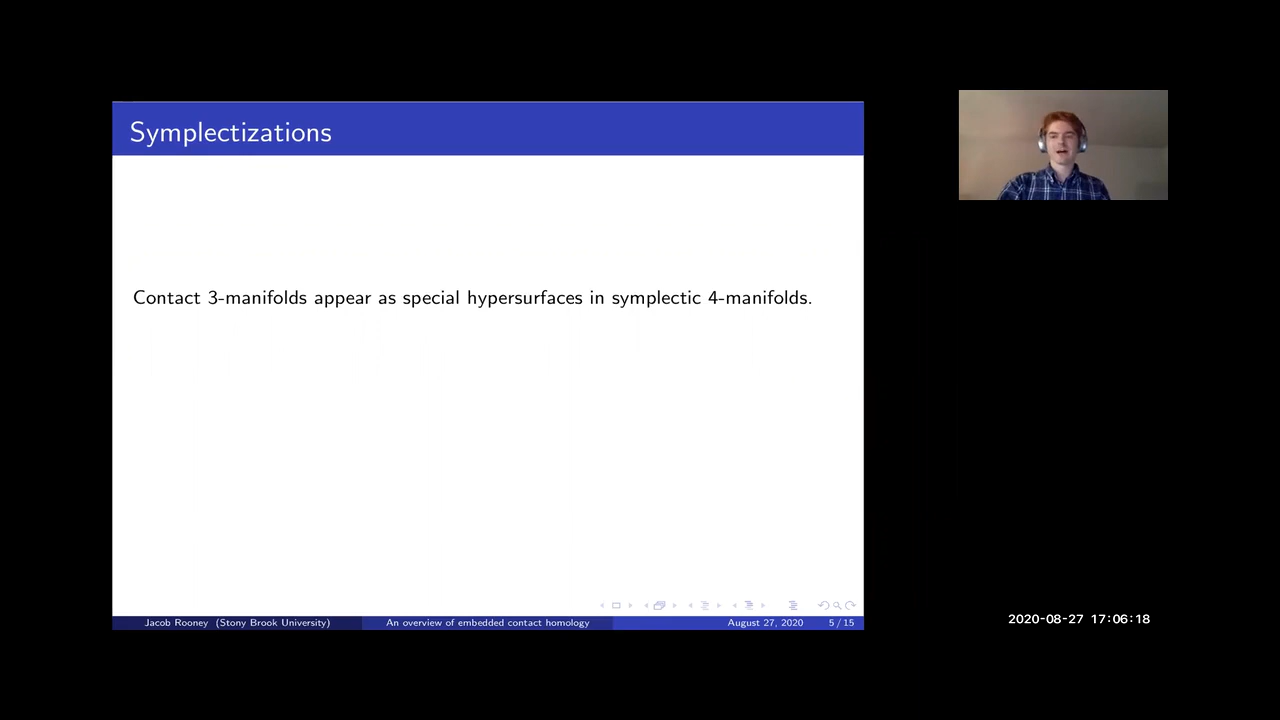 Symplectizations
Contact 3-manifolds appear as special hypersurfaces in symplectic 4-manifolds.
Jacob Rooney (Stony Brook University)
An overview of embedded contact homology
August 27, 2020
5 / 15
2020-08-27 17:06:18